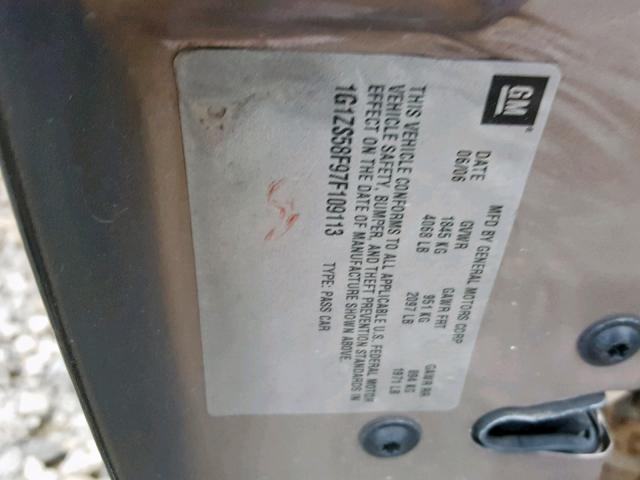 GM
MFD BY GENERAL MOTORS CORP
DATE GVWR GAWR FRT GAWR RR
06/06 1845 KG 951 KG 894 KG
4068 LB 2097 LB 1971 LB
THIS VEHICLE CONFORMS TO ALL APPLICABLE U.S. FEDERAL MOTOR
VEHICLE SAFETY, BUMPER, AND THEFT PREVENTION STANDARDS IN
EFFECT ON THE DATE OF MANUFACTURE SHOWN ABOVE.
1G1ZS58F97F109113 TYPE: PASS CAR